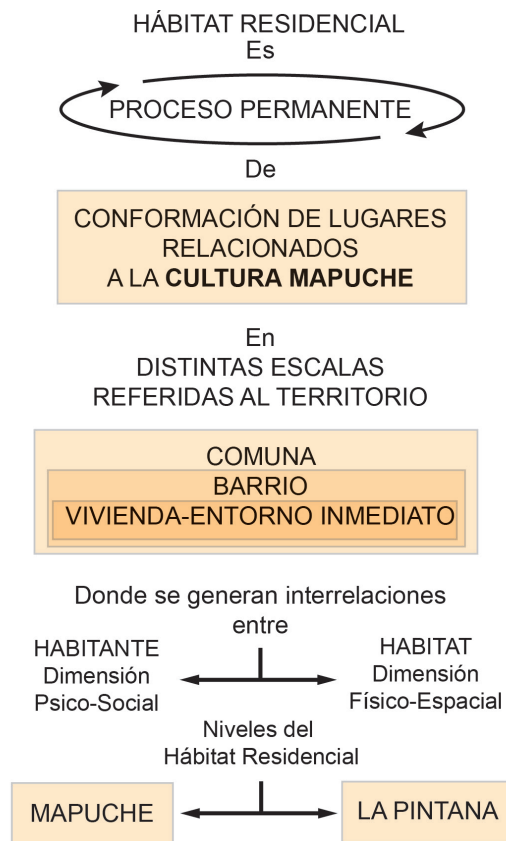 HÁBITAT RESIDENCIAL
Es
PROCESO PERMANENTE
De
CONFORMACIÓN DE LUGARES
RELACIONADOS
A LA CULTURA MAPUCHE
En
DISTINTAS ESCALAS
REFERIDAS AL TERRITORIO
COMUNA
BARRIO
VIVIENDA-ENTORNO INMEDIATO
Donde se generan interrelaciones
entre
HABITANTE
Dimensión
Psico-Social
HABITAT
Dimensión
Físico-Espacial
Niveles del
Hábitat Residencial
MAPUCHE
LA PINTANA